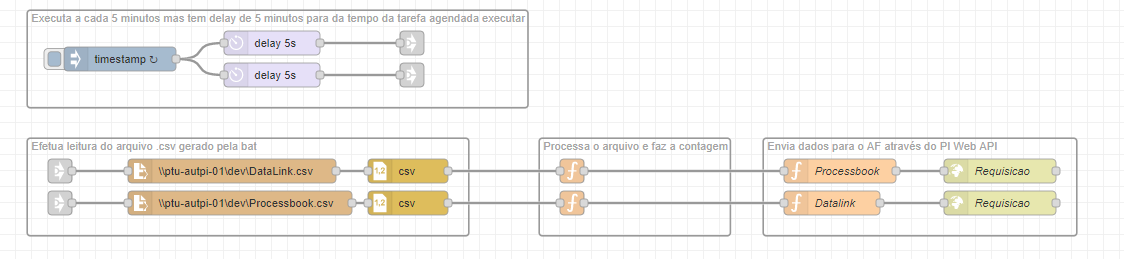 Executa a cada 5 minutos mas tem delay de 5 minutos para da tempo da tarefa agendada executar
timestamp ↻
delay 5s
delay 5s
Efetua leitura do arquivo .csv gerado pela bat
\\ptu-autpi-01\dev\DataLink.csv
csv
\\ptu-autpi-01\dev\Processbook.csv
csv
Processa o arquivo e faz a contagem
Envia dados para o AF através do PI Web API
Processbook
Requisicao
Datalink
Requisicao